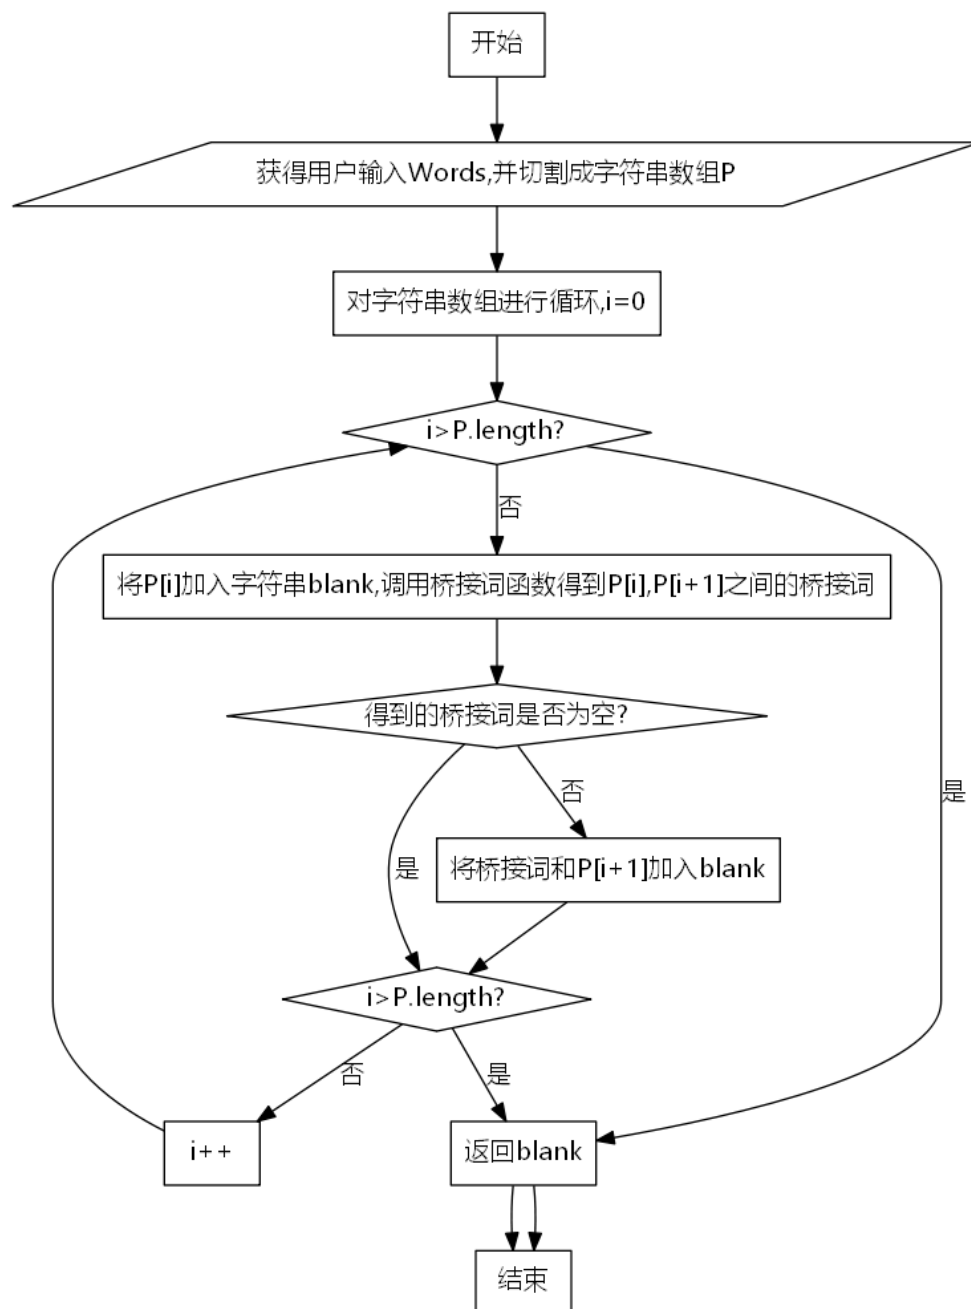 开始
获得用户输入Words,并切割成字符串数组P
对字符串数组进行循环,i=0
i>P.length?
否
将P[i]加入字符串blank,调用桥接词函数得到P[i],P[i+1]之间的桥接词
得到的桥接词是否为空?
否
是
是
将桥接词和P[i+1]加入blank
i>P.length?
否
是
i++
返回blank
结束